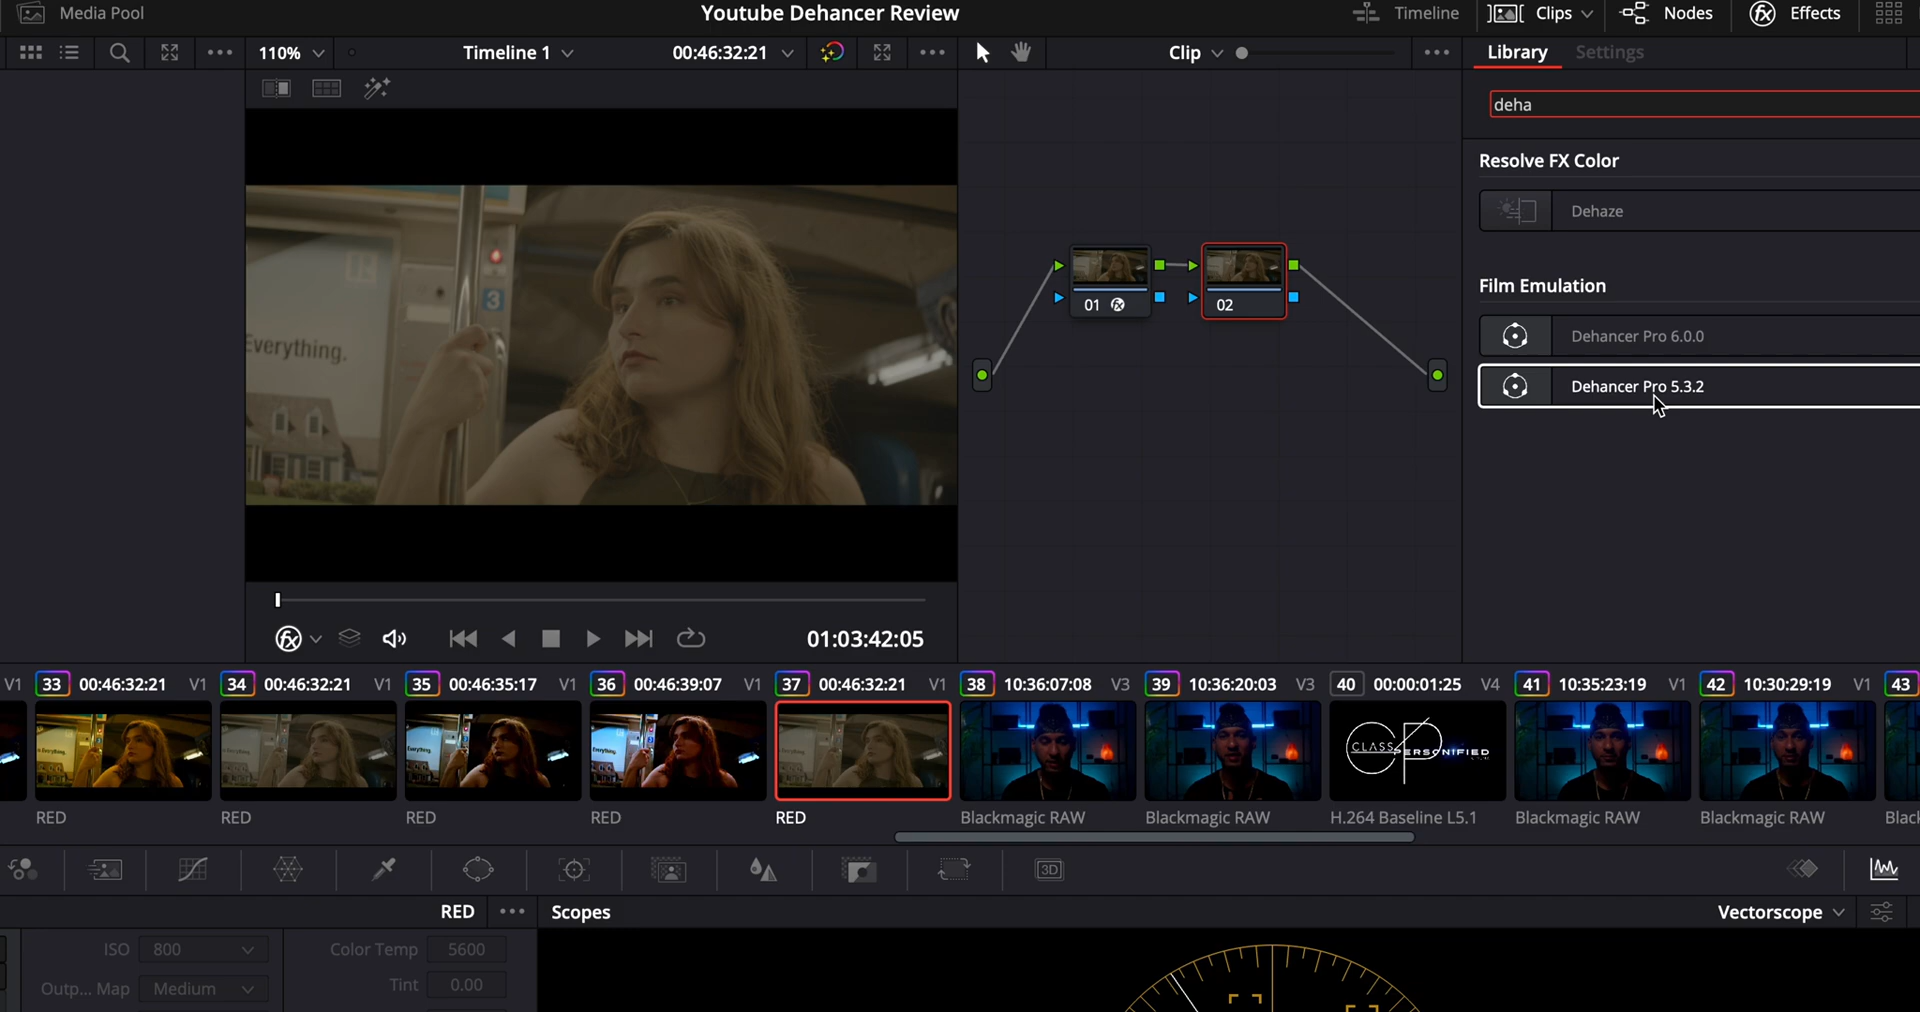 Media Pool
Youtube Dehancer Review
Timeline
Clips
Nodes
Effects
110%
Timeline 1
00:46:32:21
Clip
Library
Settings
deha
Resolve FX Color
Dehaze
Film Emulation
Dehancer Pro 6.0.0
Dehancer Pro 5.3.2
3
Everything.
01
02
01:03:42:05
V1
33 00:46:32:21 V1
34 00:46:32:21 V1
35 00:46:35:17 V1
36 00:46:39:07 V1
37 00:46:32:21 V1
38 10:36:07:08 V3
39 10:36:20:03 V3
40 00:00:01:25 V4
41 10:35:23:19 V1
42 10:30:29:19 V1
43
CLASS PERSONIFIED
RED
RED
RED
RED
RED
Blackmagic RAW
Blackmagic RAW
H.264 Baseline L5.1
Blackmagic RAW
Blackmagic RAW
Black
3D
RED
Scopes
Vectorscope
ISO 800
Color Temp 5600
Outp... Map Medium
Tint 0.00